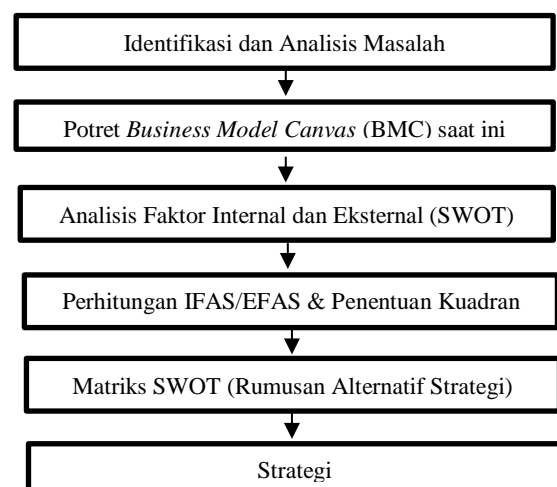 Identifikasi dan Analisis Masalah
Potret Business Model Canvas (BMC) saat ini
Analisis Faktor Internal dan Eksternal (SWOT)
Perhitungan IFAS/EFAS & Penentuan Kuadran
Matriks SWOT (Rumusan Alternatif Strategi)
Strategi